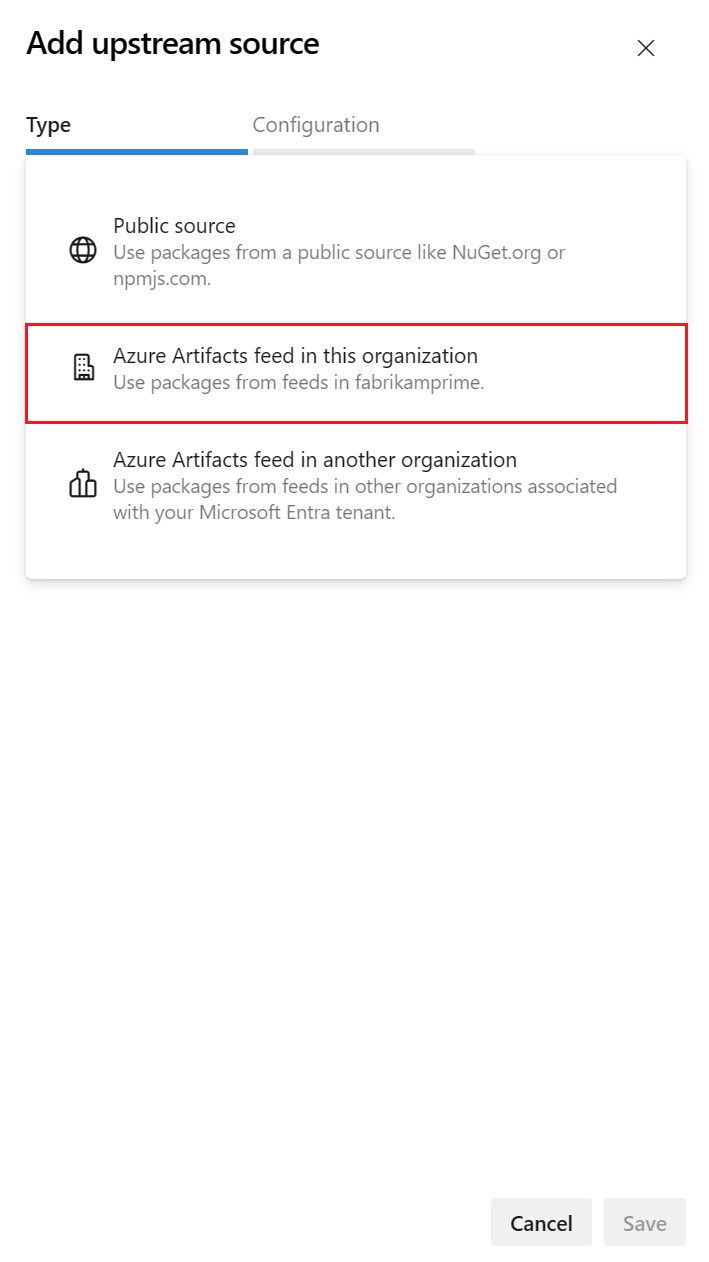 Add upstream source
Type
Configuration
Public source
Use packages from a public source like NuGet.org or
npmjs.com.
Azure Artifacts feed in this organization
Use packages from feeds in fabrikamprime.
Azure Artifacts feed in another organization
Use packages from feeds in other organizations associated
with your Microsoft Entra tenant.
Cancel
Save